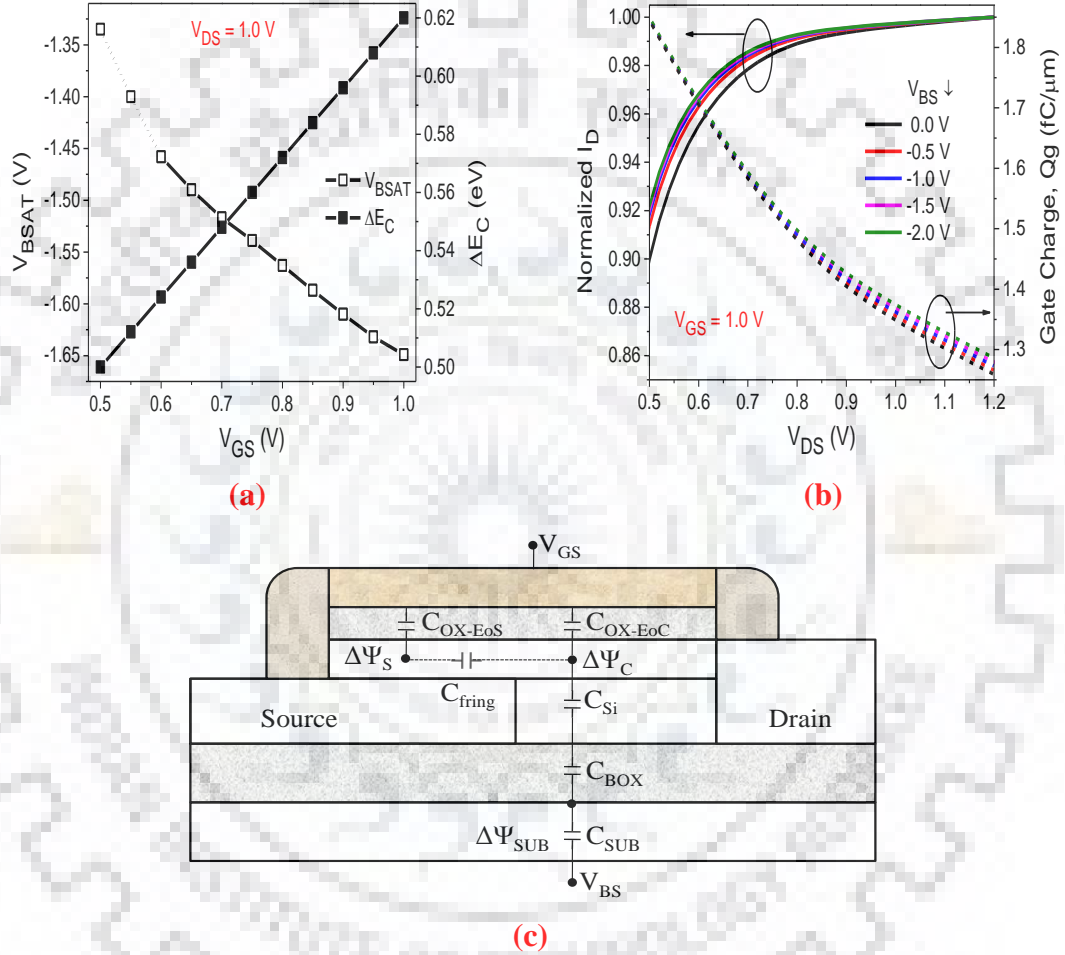 V_DS = 1.0 V
V_BSAT (V)
-1.35
-1.40
-1.45
-1.50
-1.55
-1.60
-1.65
0.62
0.60
0.58
0.56
0.54
0.52
0.50
ΔE_C (eV)
V_BSAT
ΔE_C
0.5 0.6 0.7 0.8 0.9 1.0
V_GS (V)
(a)
Normalized I_D
1.00
0.98
0.96
0.94
0.92
0.90
0.88
0.86
1.8
1.7
1.6
1.5
1.4
1.3
Gate Charge, Qg (fC/μm)
V_BS ↓
0.0 V
-0.5 V
-1.0 V
-1.5 V
-2.0 V
V_GS = 1.0 V
0.5 0.6 0.7 0.8 0.9 1.0 1.1 1.2
V_DS (V)
(b)
V_GS
C_OX-EoS C_OX-EoC
ΔΨ_S ΔΨ_C
C_fring C_Si
Source Drain
C_BOX
ΔΨ_SUB C_SUB
V_BS
(c)